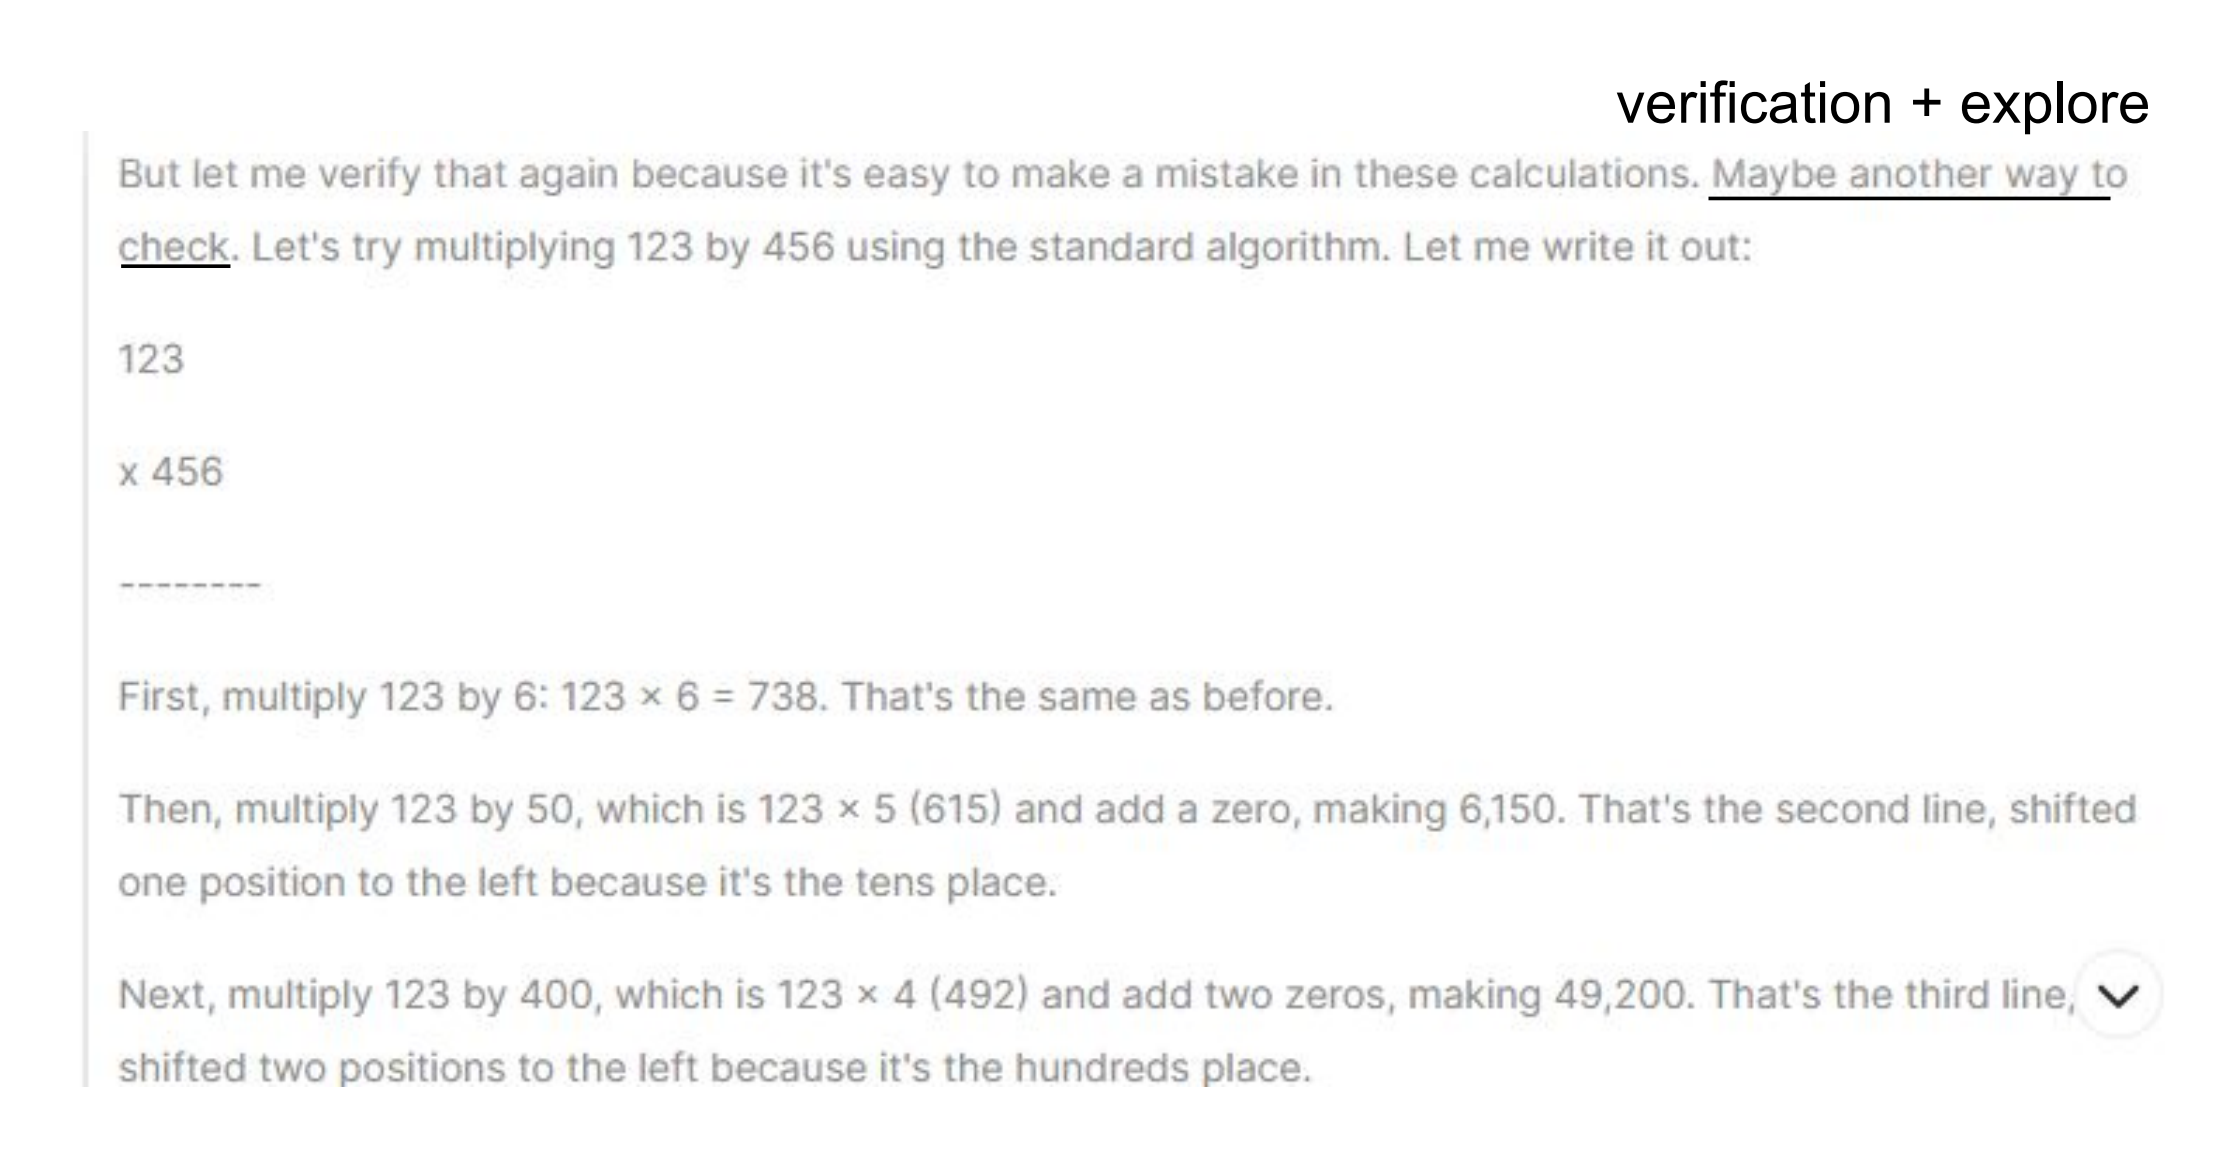 verification + explore
But let me verify that again because it's easy to make a mistake in these calculations. Maybe another way to
check. Let's try multiplying 123 by 456 using the standard algorithm. Let me write it out:
123
x 456
--------
First, multiply 123 by 6: 123 × 6 = 738. That's the same as before.
Then, multiply 123 by 50, which is 123 × 5 (615) and add a zero, making 6,150. That's the second line, shifted
one position to the left because it's the tens place.
Next, multiply 123 by 400, which is 123 × 4 (492) and add two zeros, making 49,200. That's the third line,
shifted two positions to the left because it's the hundreds place.